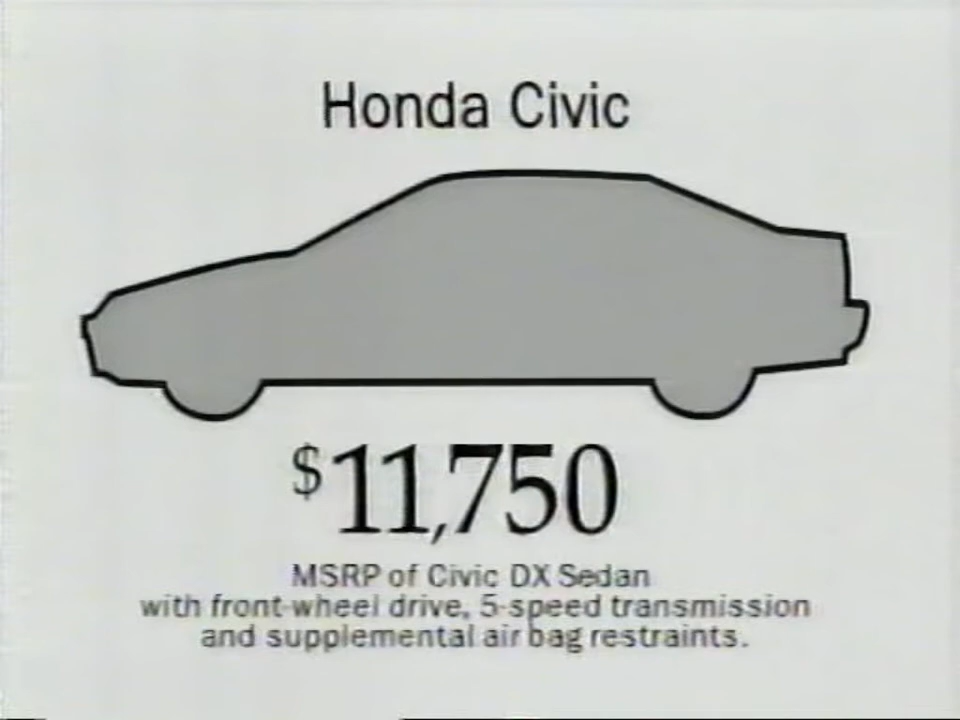 Honda Civic
$11,750
MSRP of Civic DX Sedan
with front-wheel drive, 5-speed transmission
and supplemental air bag restraints.